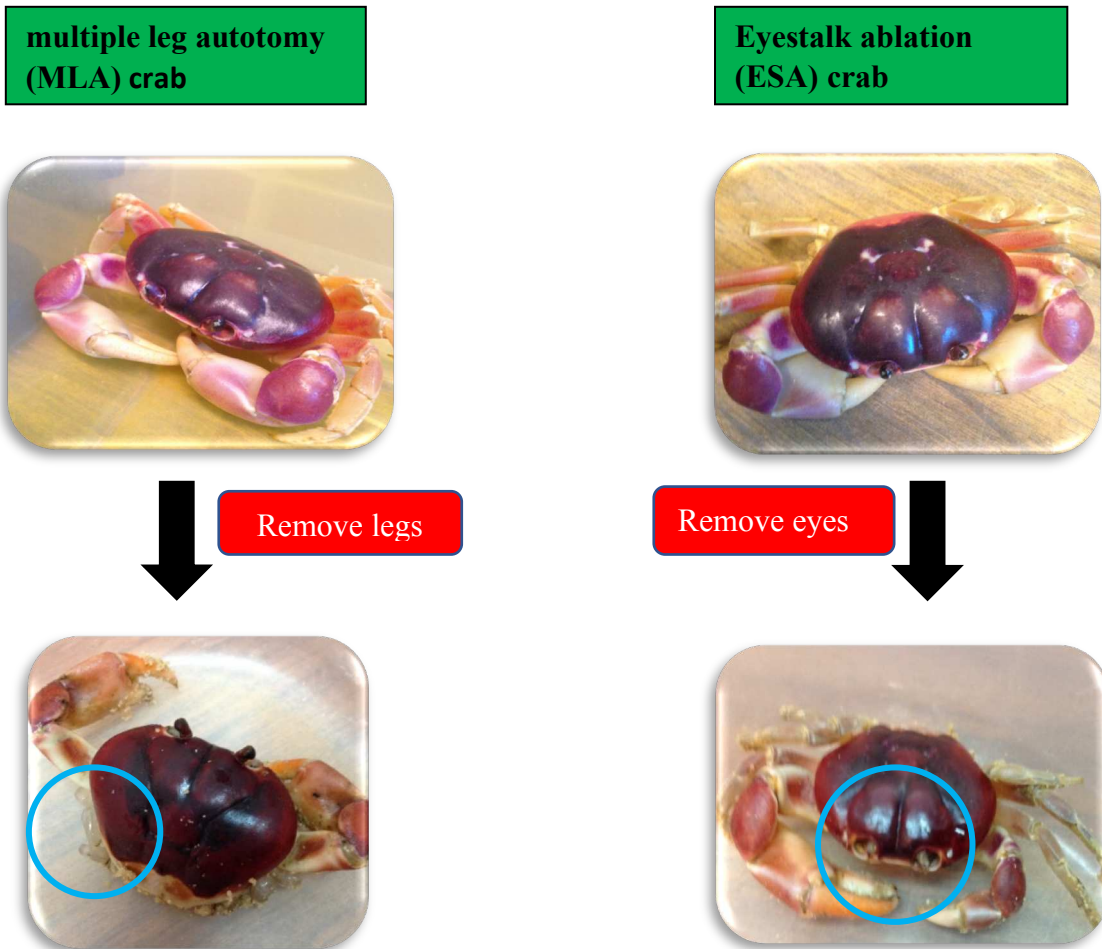 multiple leg autotomy
(MLA) crab
Eyestalk ablation
(ESA) crab
Remove legs
Remove eyes